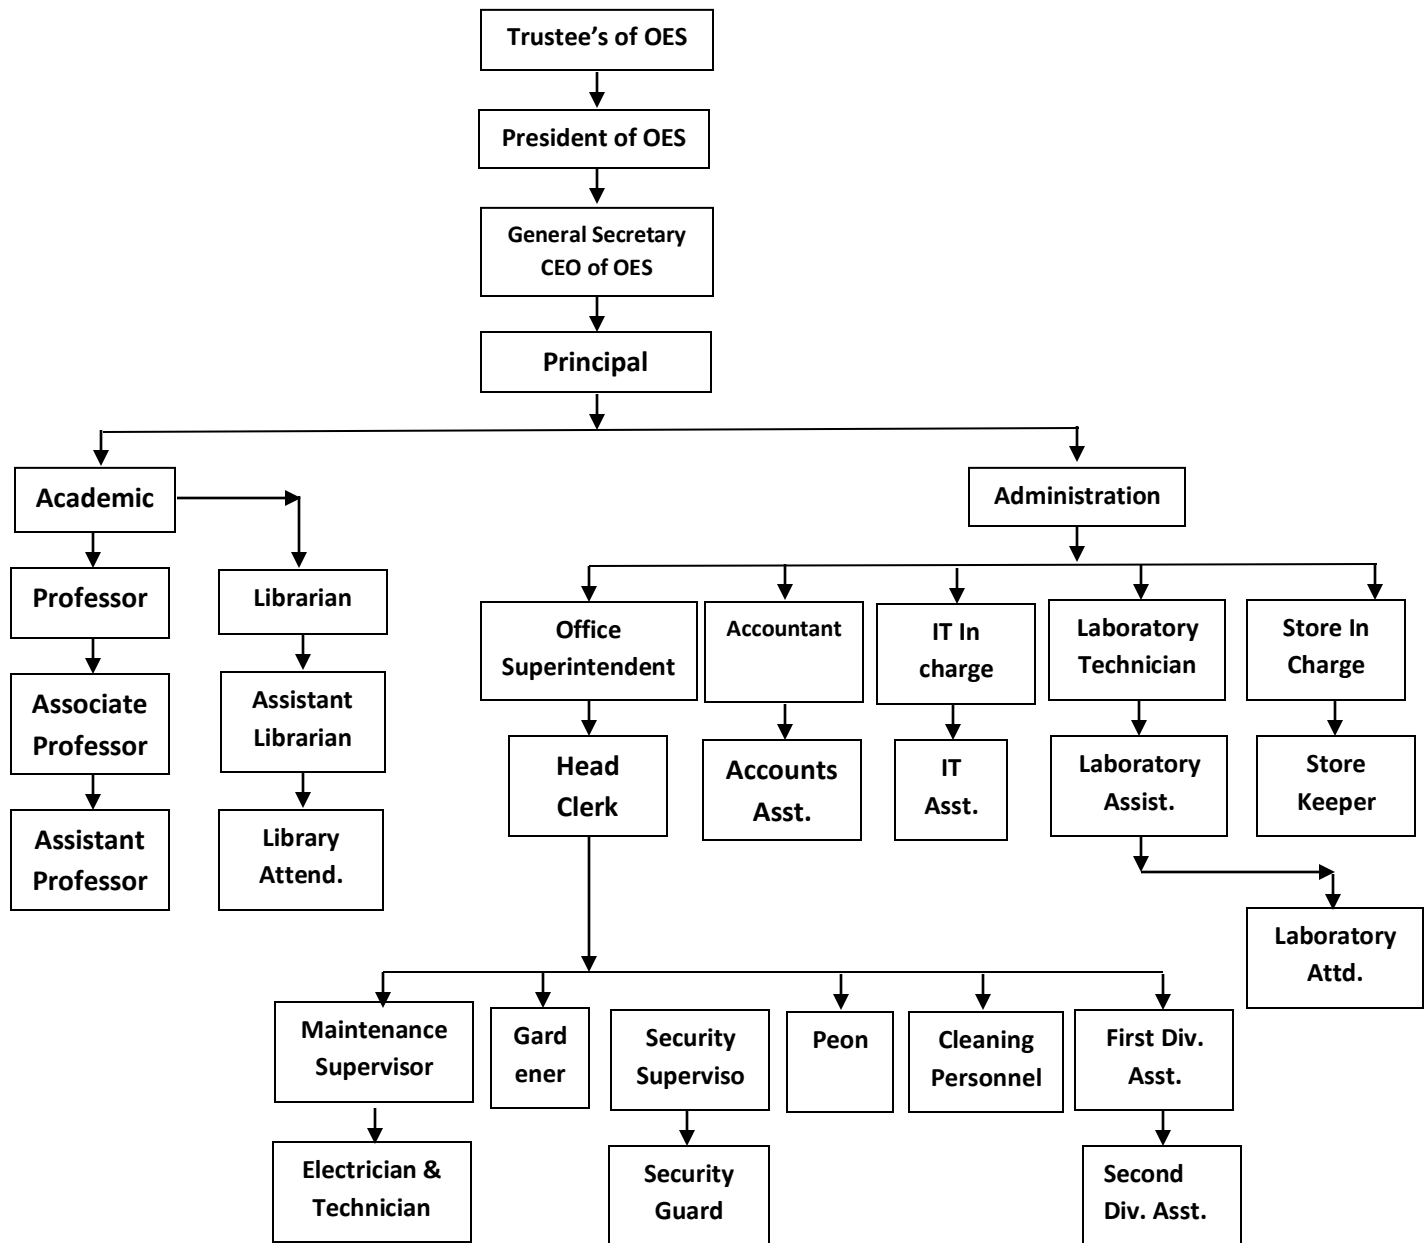 Trustee’s of OES
President of OES
General Secretary
CEO of OES
Principal
Academic
Administration
Professor
Librarian
Office
Superintendent
Accountant
IT In
charge
Laboratory
Technician
Store In
Charge
Associate
Professor
Assistant
Librarian
Head
Clerk
Accounts
Asst.
IT
Asst.
Laboratory
Assist.
Store
Keeper
Assistant
Professor
Library
Attend.
Laboratory
Attd.
Maintenance
Supervisor
Gard
ener
Security
Superviso
Peon
Cleaning
Personnel
First Div.
Asst.
Electrician &
Technician
Security
Guard
Second
Div. Asst.